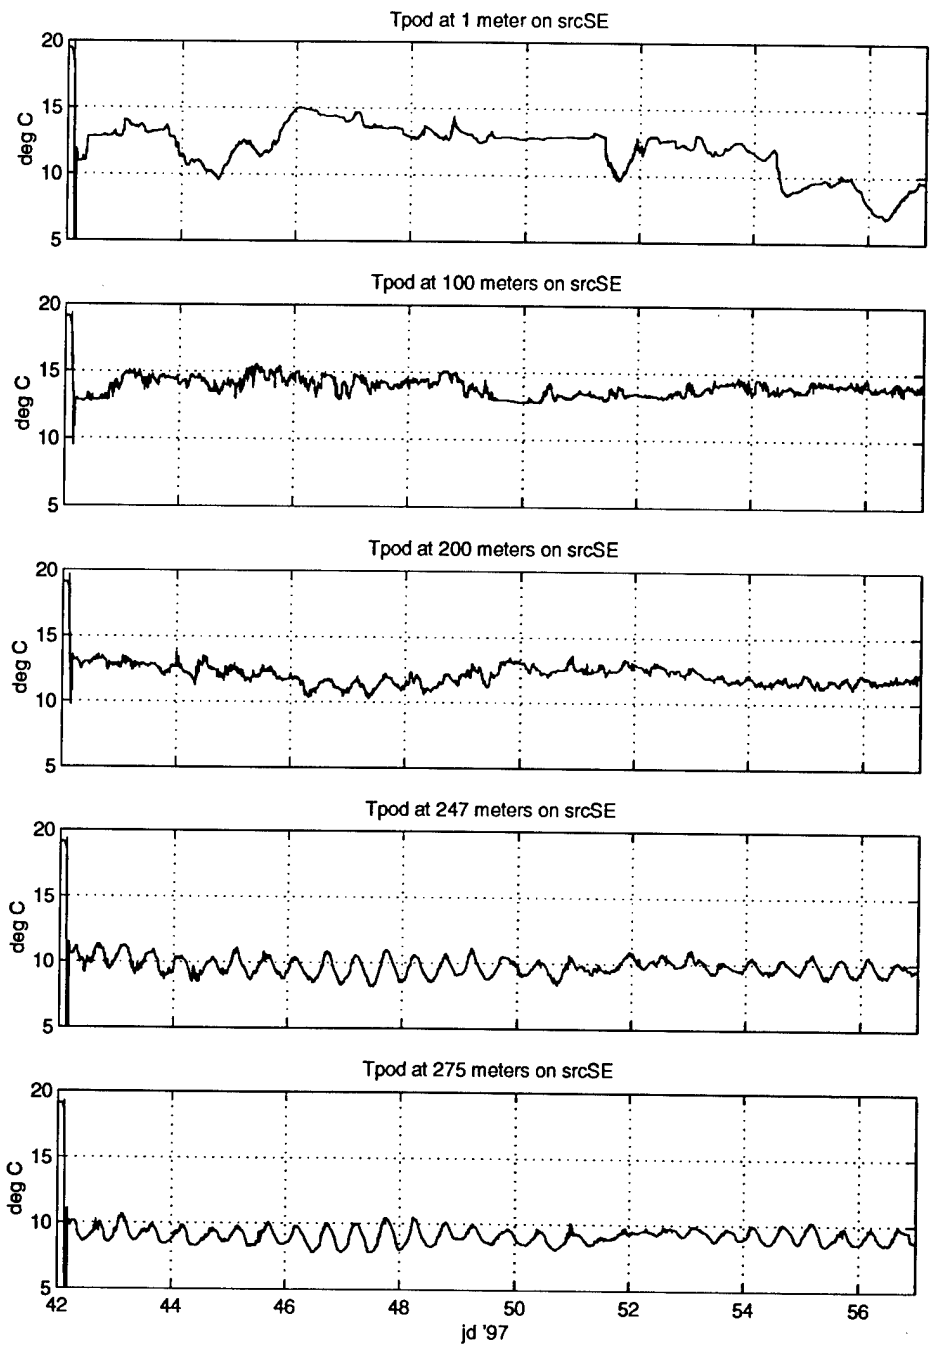 Tpod at 1 meter on srcSE
20
15
10
5
deg C
Tpod at 100 meters on srcSE
20
15
10
5
deg C
Tpod at 200 meters on srcSE
20
15
10
5
deg C
Tpod at 247 meters on srcSE
20
15
10
5
deg C
Tpod at 275 meters on srcSE
20
15
10
5
deg C
42 44 46 48 50 52 54 56
jd '97